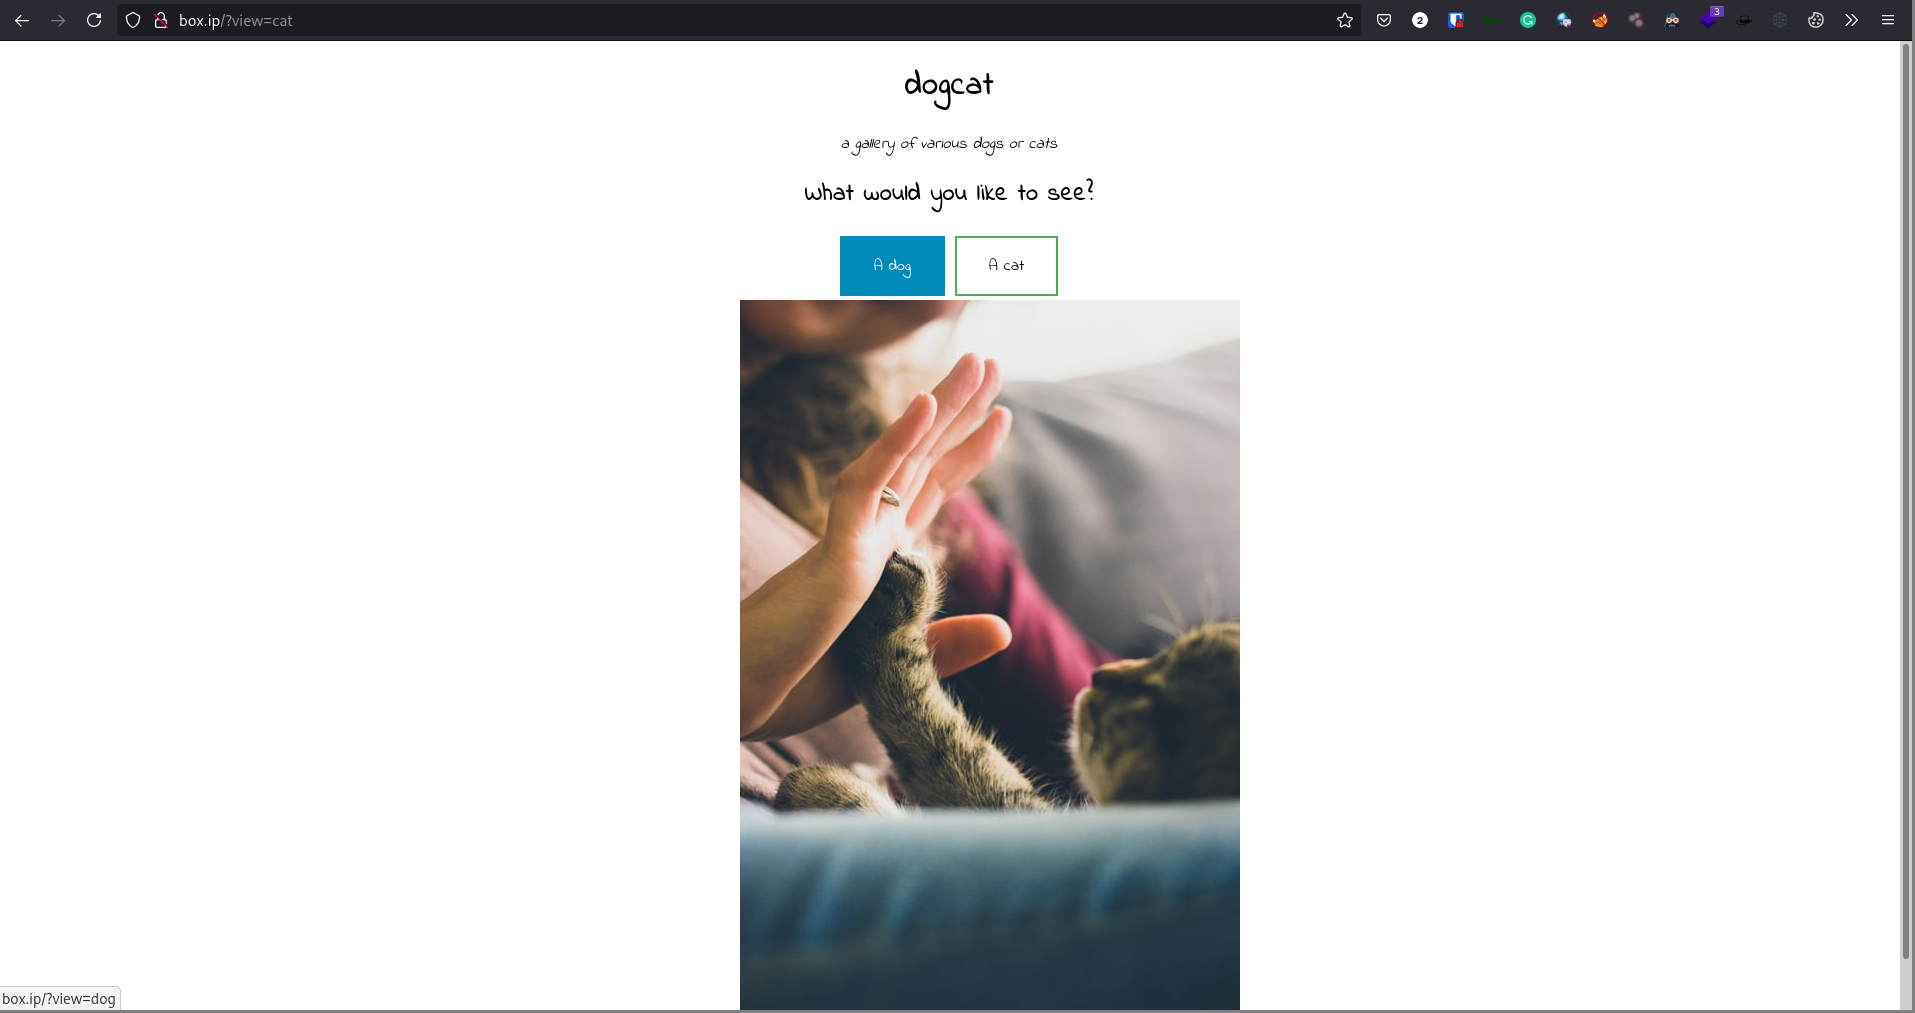 box.ip/?view=cat
2
3
dogcat
a gallery of various dogs or cats
What would you like to see?
A dog
A cat
box.ip/?view=dog